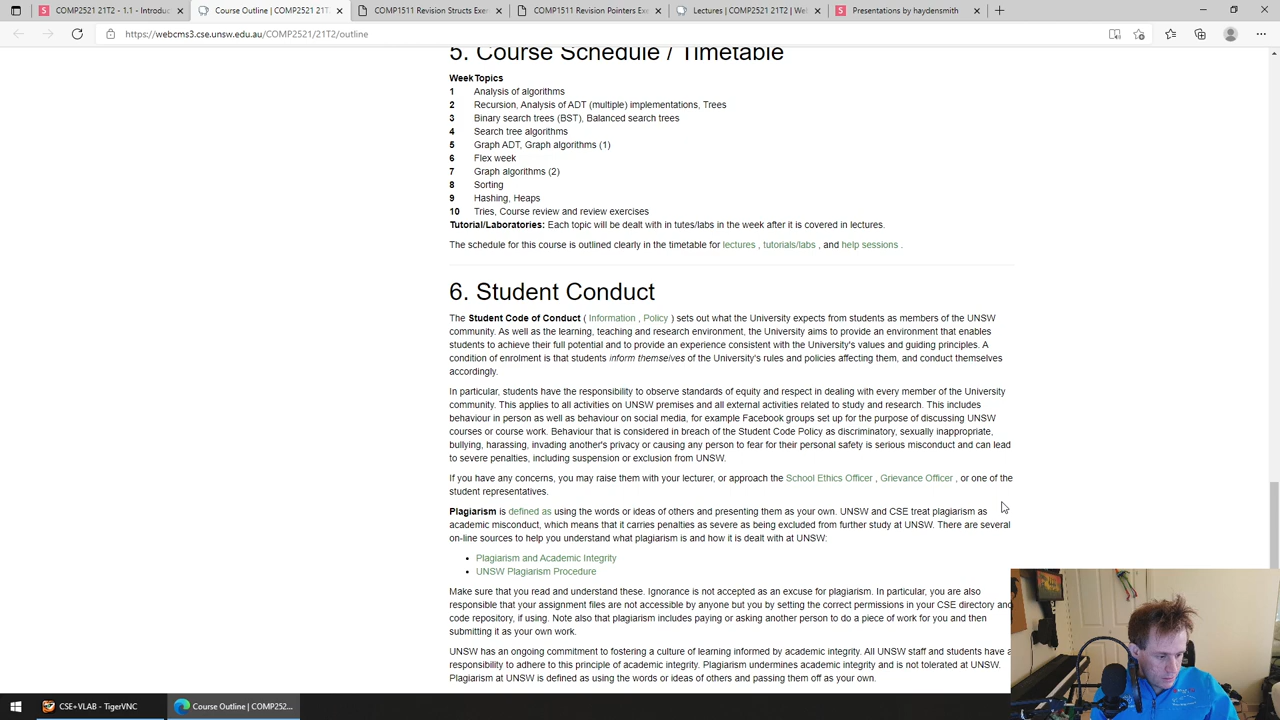 COMP2521 21T2 - 1.1 - Introduc
Course Outline | COMP2521 21T
COMP1511 Revision Structs Exer
COMP1511 Revision Pointers Exe
Lectures | COMP2521 21T2 | We
Presentations by haydensmith
https://webcms3.cse.unsw.edu.au/COMP2521/21T2/outline
5. Course Schedule / Timetable
Week Topics
1 Analysis of algorithms
2 Recursion, Analysis of ADT (multiple) implementations, Trees
3 Binary search trees (BST), Balanced search trees
4 Search tree algorithms
5 Graph ADT, Graph algorithms (1)
6 Flex week
7 Graph algorithms (2)
8 Sorting
9 Hashing, Heaps
10 Tries, Course review and review exercises
Tutorial/Laboratories: Each topic will be dealt with in tutes/labs in the week after it is covered in lectures.
The schedule for this course is outlined clearly in the timetable for lectures , tutorials/labs , and help sessions .
6. Student Conduct
The Student Code of Conduct ( Information , Policy ) sets out what the University expects from students as members of the UNSW
community. As well as the learning, teaching and research environment, the University aims to provide an environment that enables
students to achieve their full potential and to provide an experience consistent with the University's values and guiding principles. A
condition of enrolment is that students inform themselves of the University's rules and policies affecting them, and conduct themselves
accordingly.
In particular, students have the responsibility to observe standards of equity and respect in dealing with every member of the University
community. This applies to all activities on UNSW premises and all external activities related to study and research. This includes
behaviour in person as well as behaviour on social media, for example Facebook groups set up for the purpose of discussing UNSW
courses or course work. Behaviour that is considered in breach of the Student Code Policy as discriminatory, sexually inappropriate,
bullying, harassing, invading another's privacy or causing any person to fear for their personal safety is serious misconduct and can lead
to severe penalties, including suspension or exclusion from UNSW.
If you have any concerns, you may raise them with your lecturer, or approach the School Ethics Officer , Grievance Officer , or one of the
student representatives.
Plagiarism is defined as using the words or ideas of others and presenting them as your own. UNSW and CSE treat plagiarism as
academic misconduct, which means that it carries penalties as severe as being excluded from further study at UNSW. There are several
on-line sources to help you understand what plagiarism is and how it is dealt with at UNSW:
• Plagiarism and Academic Integrity
• UNSW Plagiarism Procedure
Make sure that you read and understand these. Ignorance is not accepted as an excuse for plagiarism. In particular, you are also
responsible that your assignment files are not accessible by anyone but you by setting the correct permissions in your CSE directory and
code repository, if using. Note also that plagiarism includes paying or asking another person to do a piece of work for you and then
submitting it as your own work.
UNSW has an ongoing commitment to fostering a culture of learning informed by academic integrity. All UNSW staff and students have a
responsibility to adhere to this principle of academic integrity. Plagiarism undermines academic integrity and is not tolerated at UNSW.
Plagiarism at UNSW is defined as using the words or ideas of others and passing them off as your own.
CSE+VLAB - TigerVNC
Course Outline | COMP252...